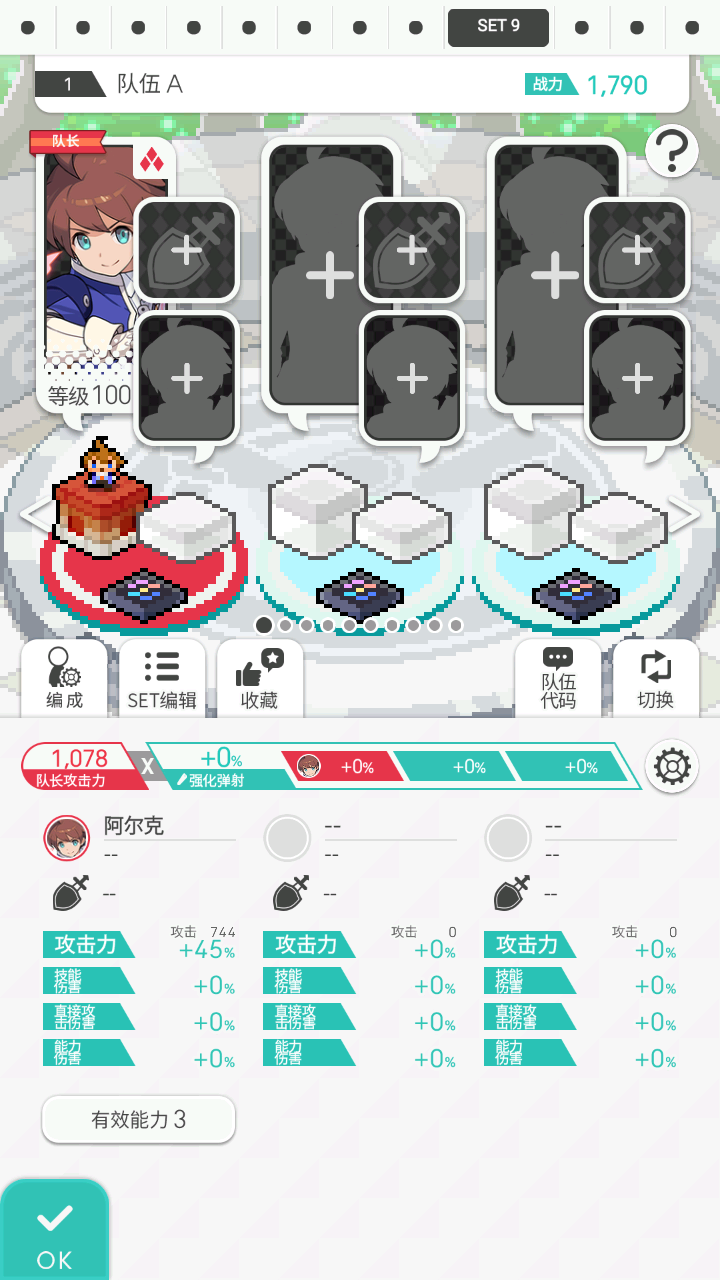 SET 9
1 队伍 A 战力 1,790
队长
?
等级100
编成 SET编辑 收藏 队伍代码 切换
1,078 X +0% +0% +0% +0%
队长攻击力 强化弹射
阿尔克 -- --
-- -- --
-- -- --
攻击力 攻击 744 +45% 攻击力 攻击 0 +0% 攻击力 攻击 0 +0%
技能伤害 +0% 技能伤害 +0% 技能伤害 +0%
直接攻击伤害 +0% 直接攻击伤害 +0% 直接攻击伤害 +0%
能力伤害 +0% 能力伤害 +0% 能力伤害 +0%
有效能力 3
OK